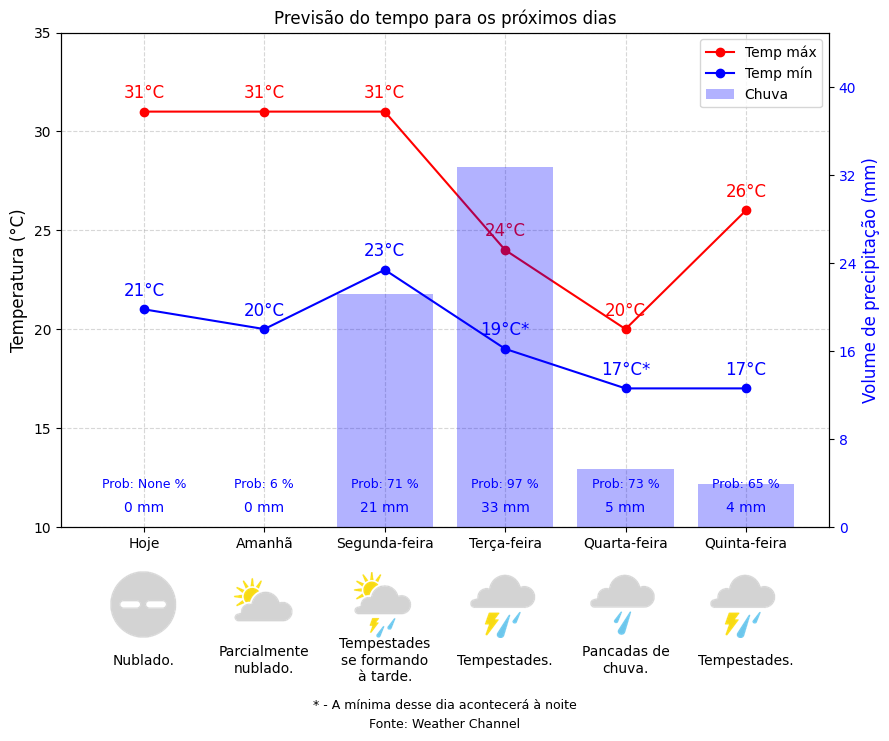 Previsão do tempo para os próximos dias
Temperatura (°C)
35
30
25
20
15
10
Temp máx
Temp mín
Chuva
40
32
24
16
8
0
Volume de precipitação (mm)
31°C
31°C
31°C
24°C
20°C
26°C
21°C
20°C
23°C
19°C*
17°C*
17°C
Prob: None %
Prob: 6 %
Prob: 71 %
Prob: 97 %
Prob: 73 %
Prob: 65 %
0 mm
0 mm
21 mm
33 mm
5 mm
4 mm
Hoje
Amanhã
Segunda-feira
Terça-feira
Quarta-feira
Quinta-feira
Nublado.
Parcialmente
nublado.
Tempestades
se formando
à tarde.
Tempestades.
Pancadas de
chuva.
Tempestades.
* - A mínima desse dia acontecerá à noite
Fonte: Weather Channel